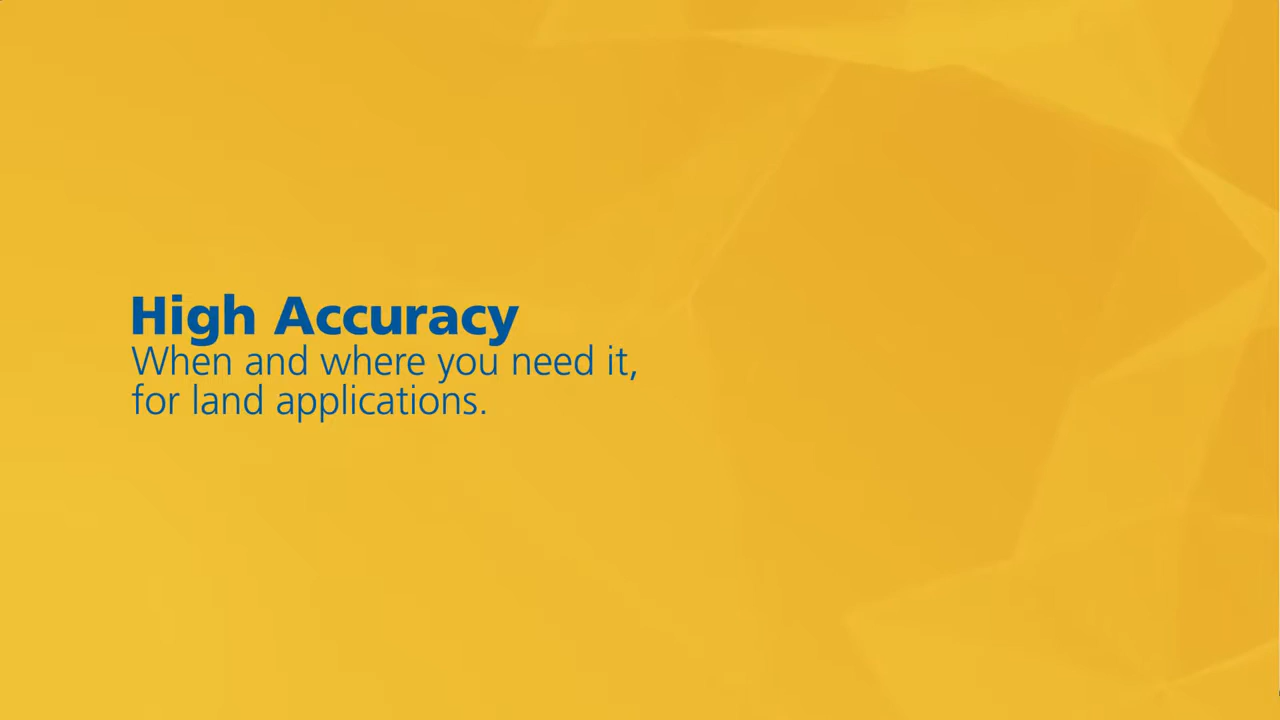 High Accuracy
When and where you need it,
for land applications.